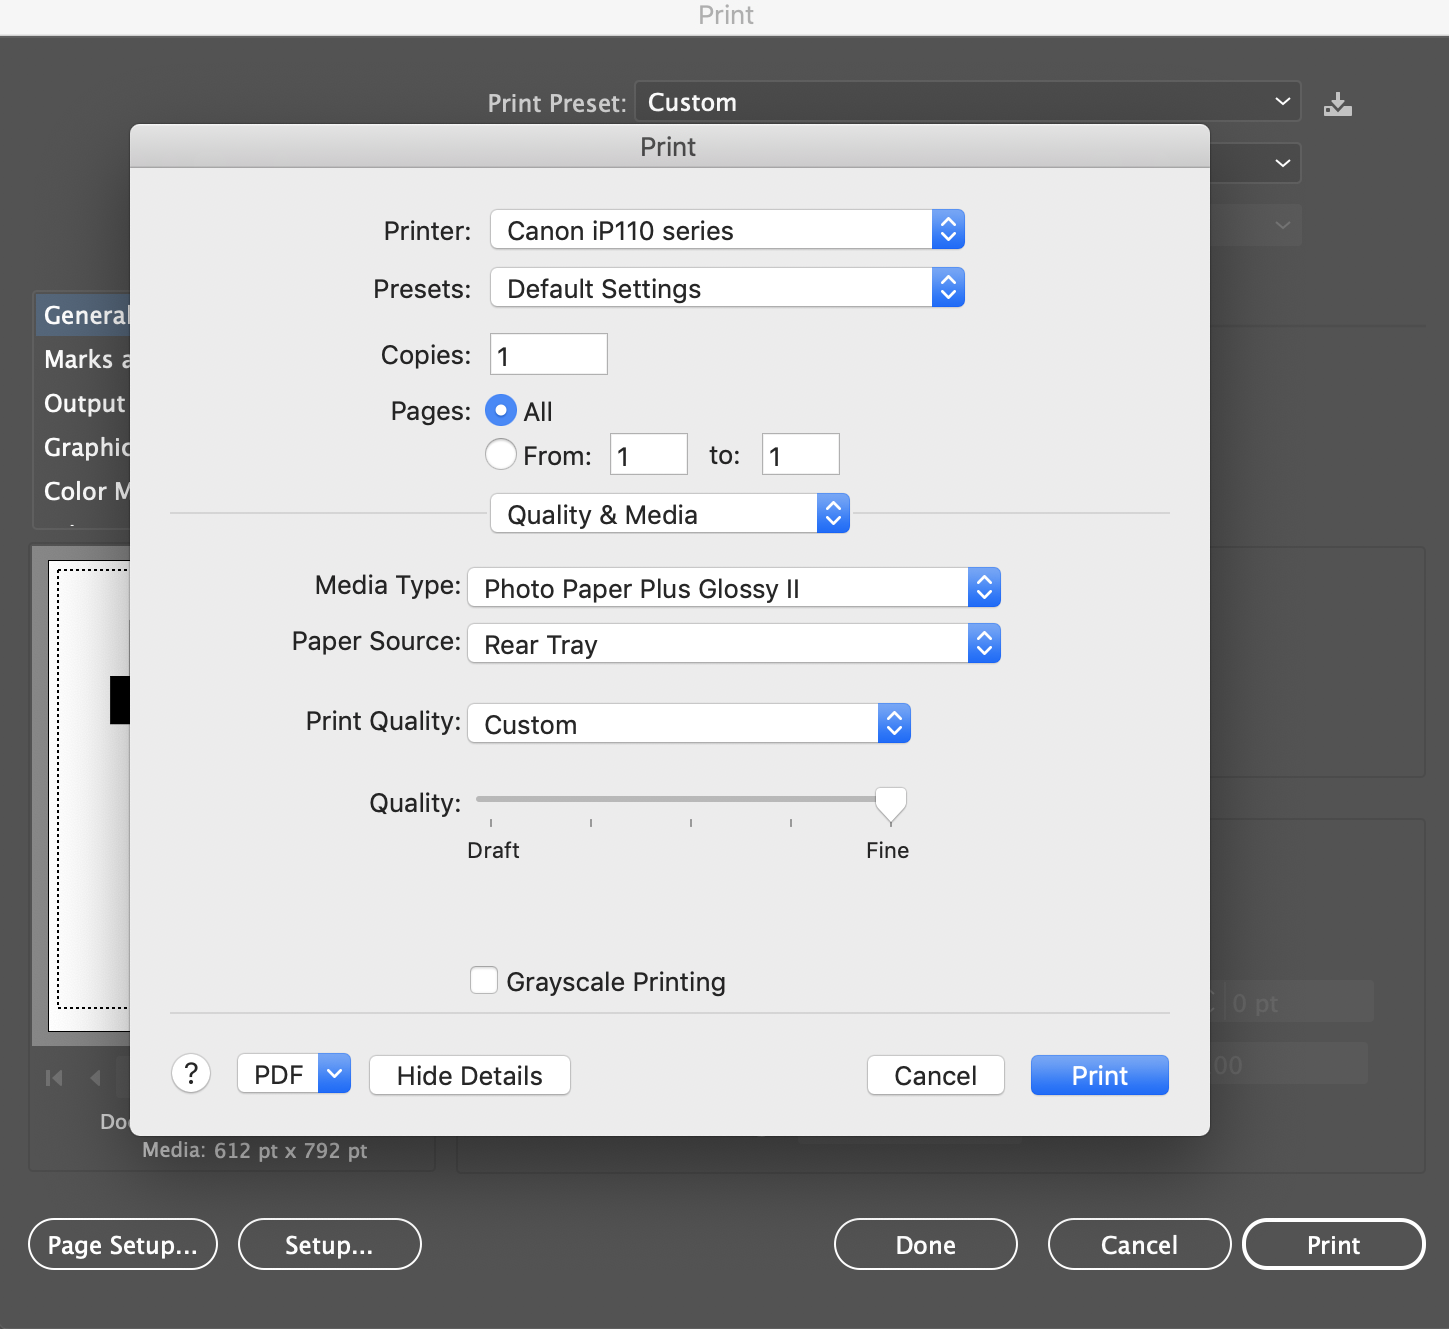 Print
Print Preset: Custom
Print
Printer: Canon iP110 series
Presets: Default Settings
General
Copies: 1
Marks a
Pages: All
Output
From: 1 to: 1
Graphic
Color M
Quality & Media
Media Type: Photo Paper Plus Glossy II
Paper Source: Rear Tray
Print Quality: Custom
Quality:
Draft Fine
Grayscale Printing
0 pt
? PDF Hide Details Cancel Print
00
Doc
Media: 612 pt x 792 pt
Page Setup... Setup... Done Cancel Print